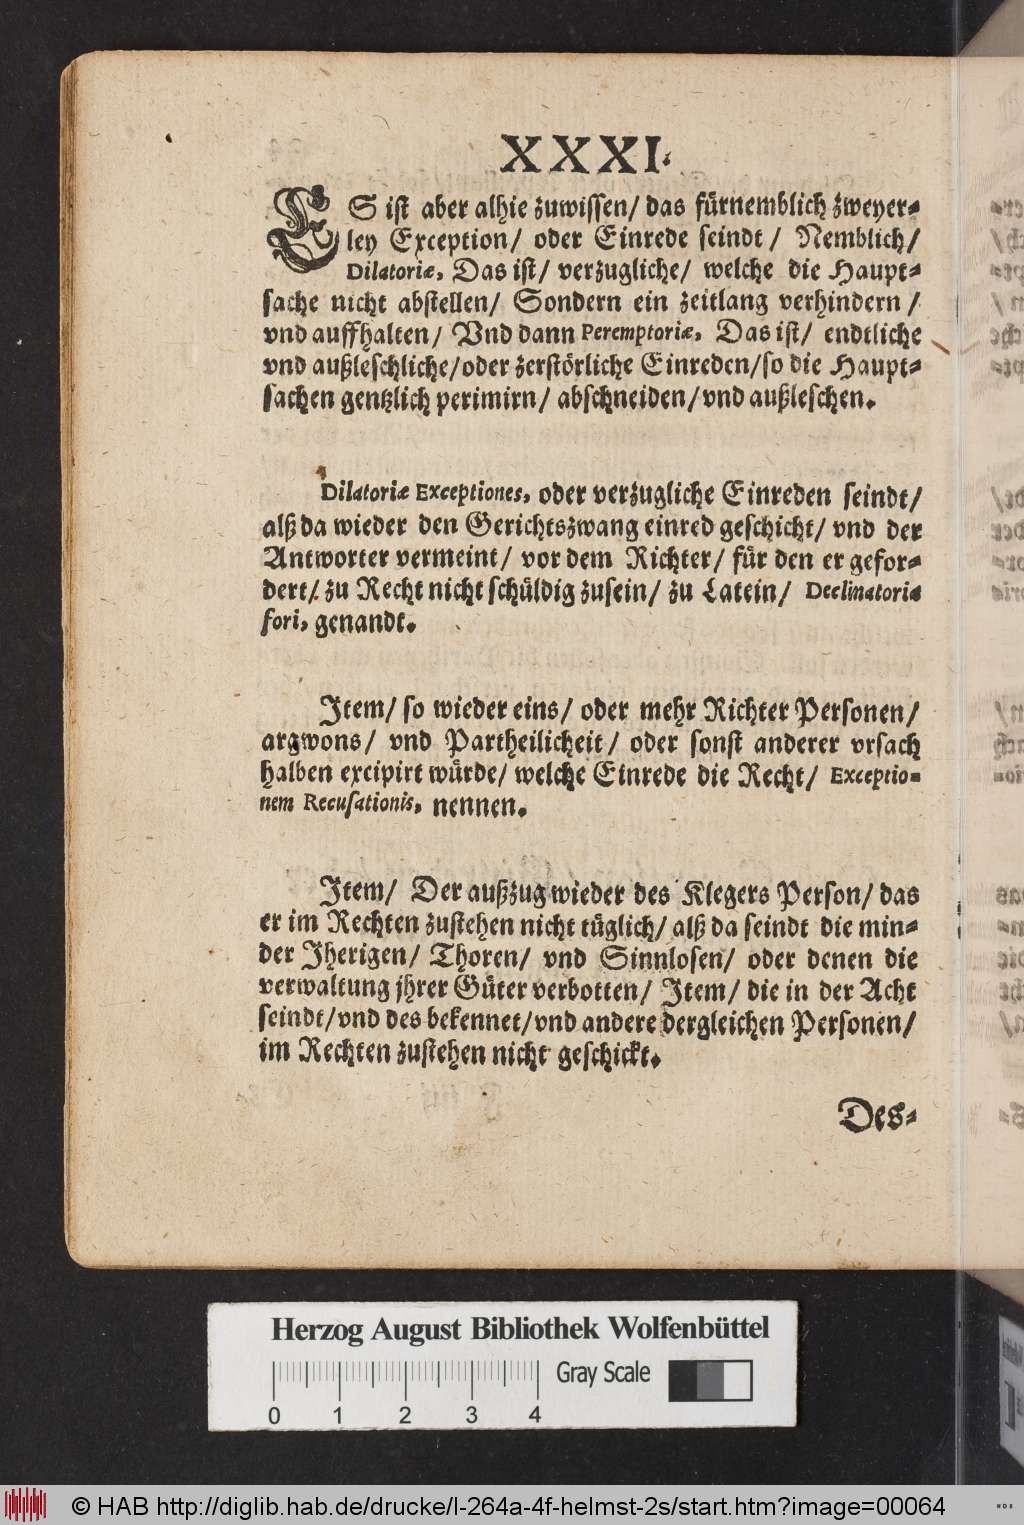 XXXI.
ES ist aber alhie zuwissen/ das fürnemblich zweyer-
ley Exception/ oder Einrede seindt/ Nemblich/
Dilatoriæ, Das ist/ verzugliche/ welche die Haupt-
sache nicht abstellen/ Sondern ein zeitlang verhindern/
vnd auffhalten/ Vnd dann Peremptoriæ, Das ist/ endtliche
vnd außleschliche/oder zerstörliche Einreden/so die Haupt-
sachen gentzlich perimirn/ abschneiden/vnd außleschen.
Dilatoriæ Exceptiones, oder verzugliche Einreden seindt/
alß da wieder den Gerichtszwang einred geschicht/ vnd der
Antworter vermeint/ vor dem Richter/ für den er gefor-
dert/ zu Recht nicht schüldig zusein/ zu Latein/ Declinatoriæ
fori, genandt.
Item/ so wieder eins/ oder mehr Richter Personen/
argwons/ vnd Partheilicheit/ oder sonst anderer vrsach
halben excipirt würde/ welche Einrede die Recht/ Exceptio-
nem Recusationis, nennen.
Item/ Der außzug wieder des Klegers Person/ das
er im Rechten zustehen nicht tüglich/ alß da seindt die min-
der Jherigen/ Thoren/ vnd Sinnlosen/ oder denen die
verwaltung jhrer Güter verbotten/ Item/ die in der Acht
seindt/vnd des bekennet/vnd andere dergleichen Personen/
im Rechten zustehen nicht geschickt.
Des-
Herzog August Bibliothek Wolfenbüttel
Gray Scale
0 1 2 3 4
© HAB http://diglib.hab.de/drucke/l-264a-4f-helmst-2s/start.htm?image=00064